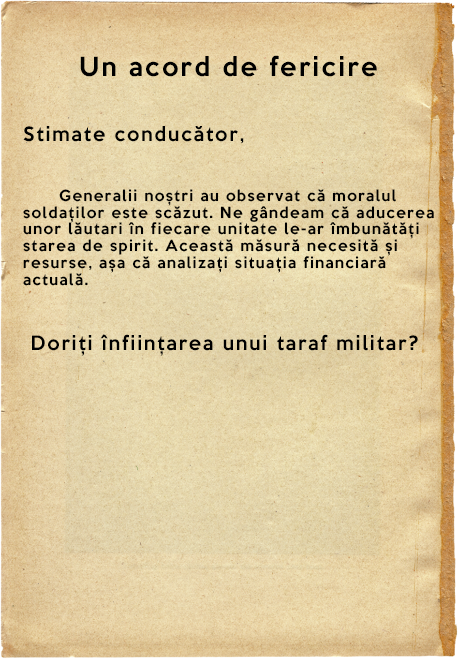 Un acord de fericire
Stimate conducător,
Generalii noștri au observat că moralul
soldaților este scăzut. Ne gândeam că aducerea
unor lăutari în fiecare unitate le-ar îmbunătăți
starea de spirit. Această măsură necesită și
resurse, așa că analizați situația financiară
actuală.
Doriți înființarea unui taraf militar?